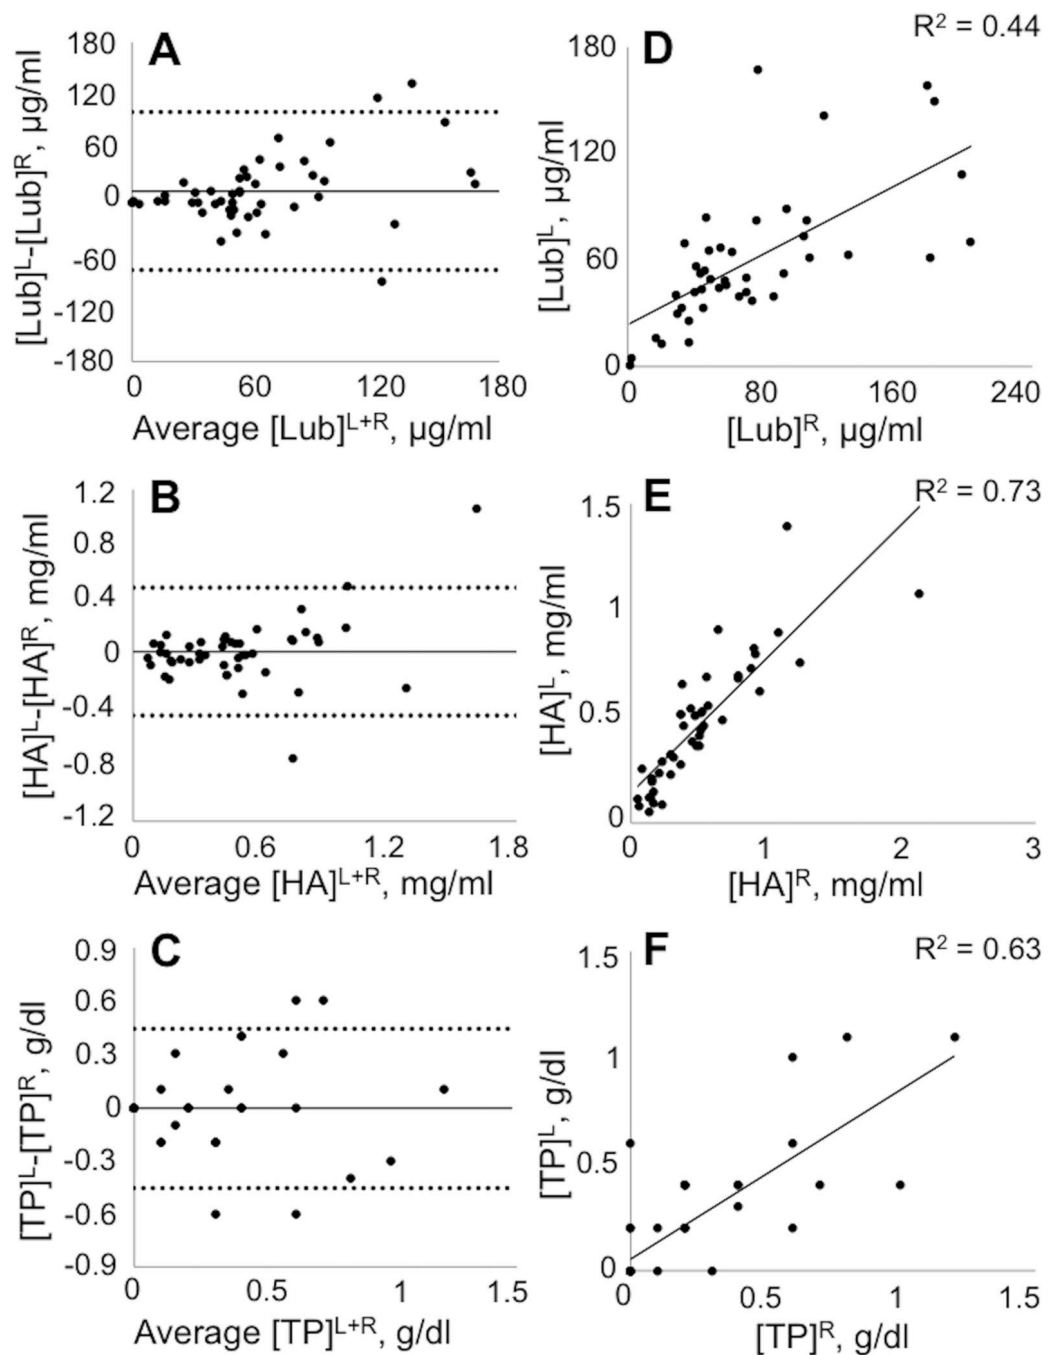 A
[Lub]ᴸ-[Lub]ᴿ, µg/ml
180
120
60
0
-60
-120
-180
0 60 120 180
Average [Lub]ᴸ⁺ᴿ, µg/ml
D
R² = 0.44
[Lub]ᴸ, µg/ml
180
120
60
0
0 80 160 240
[Lub]ᴿ, µg/ml
B
[HA]ᴸ-[HA]ᴿ, mg/ml
1.2
0.8
0.4
0
-0.4
-0.8
-1.2
0 0.6 1.2 1.8
Average [HA]ᴸ⁺ᴿ, mg/ml
E
R² = 0.73
[HA]ᴸ, mg/ml
1.5
1
0.5
0
0 1 2 3
[HA]ᴿ, mg/ml
C
[TP]ᴸ-[TP]ᴿ, g/dl
0.9
0.6
0.3
0
-0.3
-0.6
-0.9
0 0.5 1 1.5
Average [TP]ᴸ⁺ᴿ, g/dl
F
R² = 0.63
[TP]ᴸ, g/dl
1.5
1
0.5
0
0 0.5 1 1.5
[TP]ᴿ, g/dl